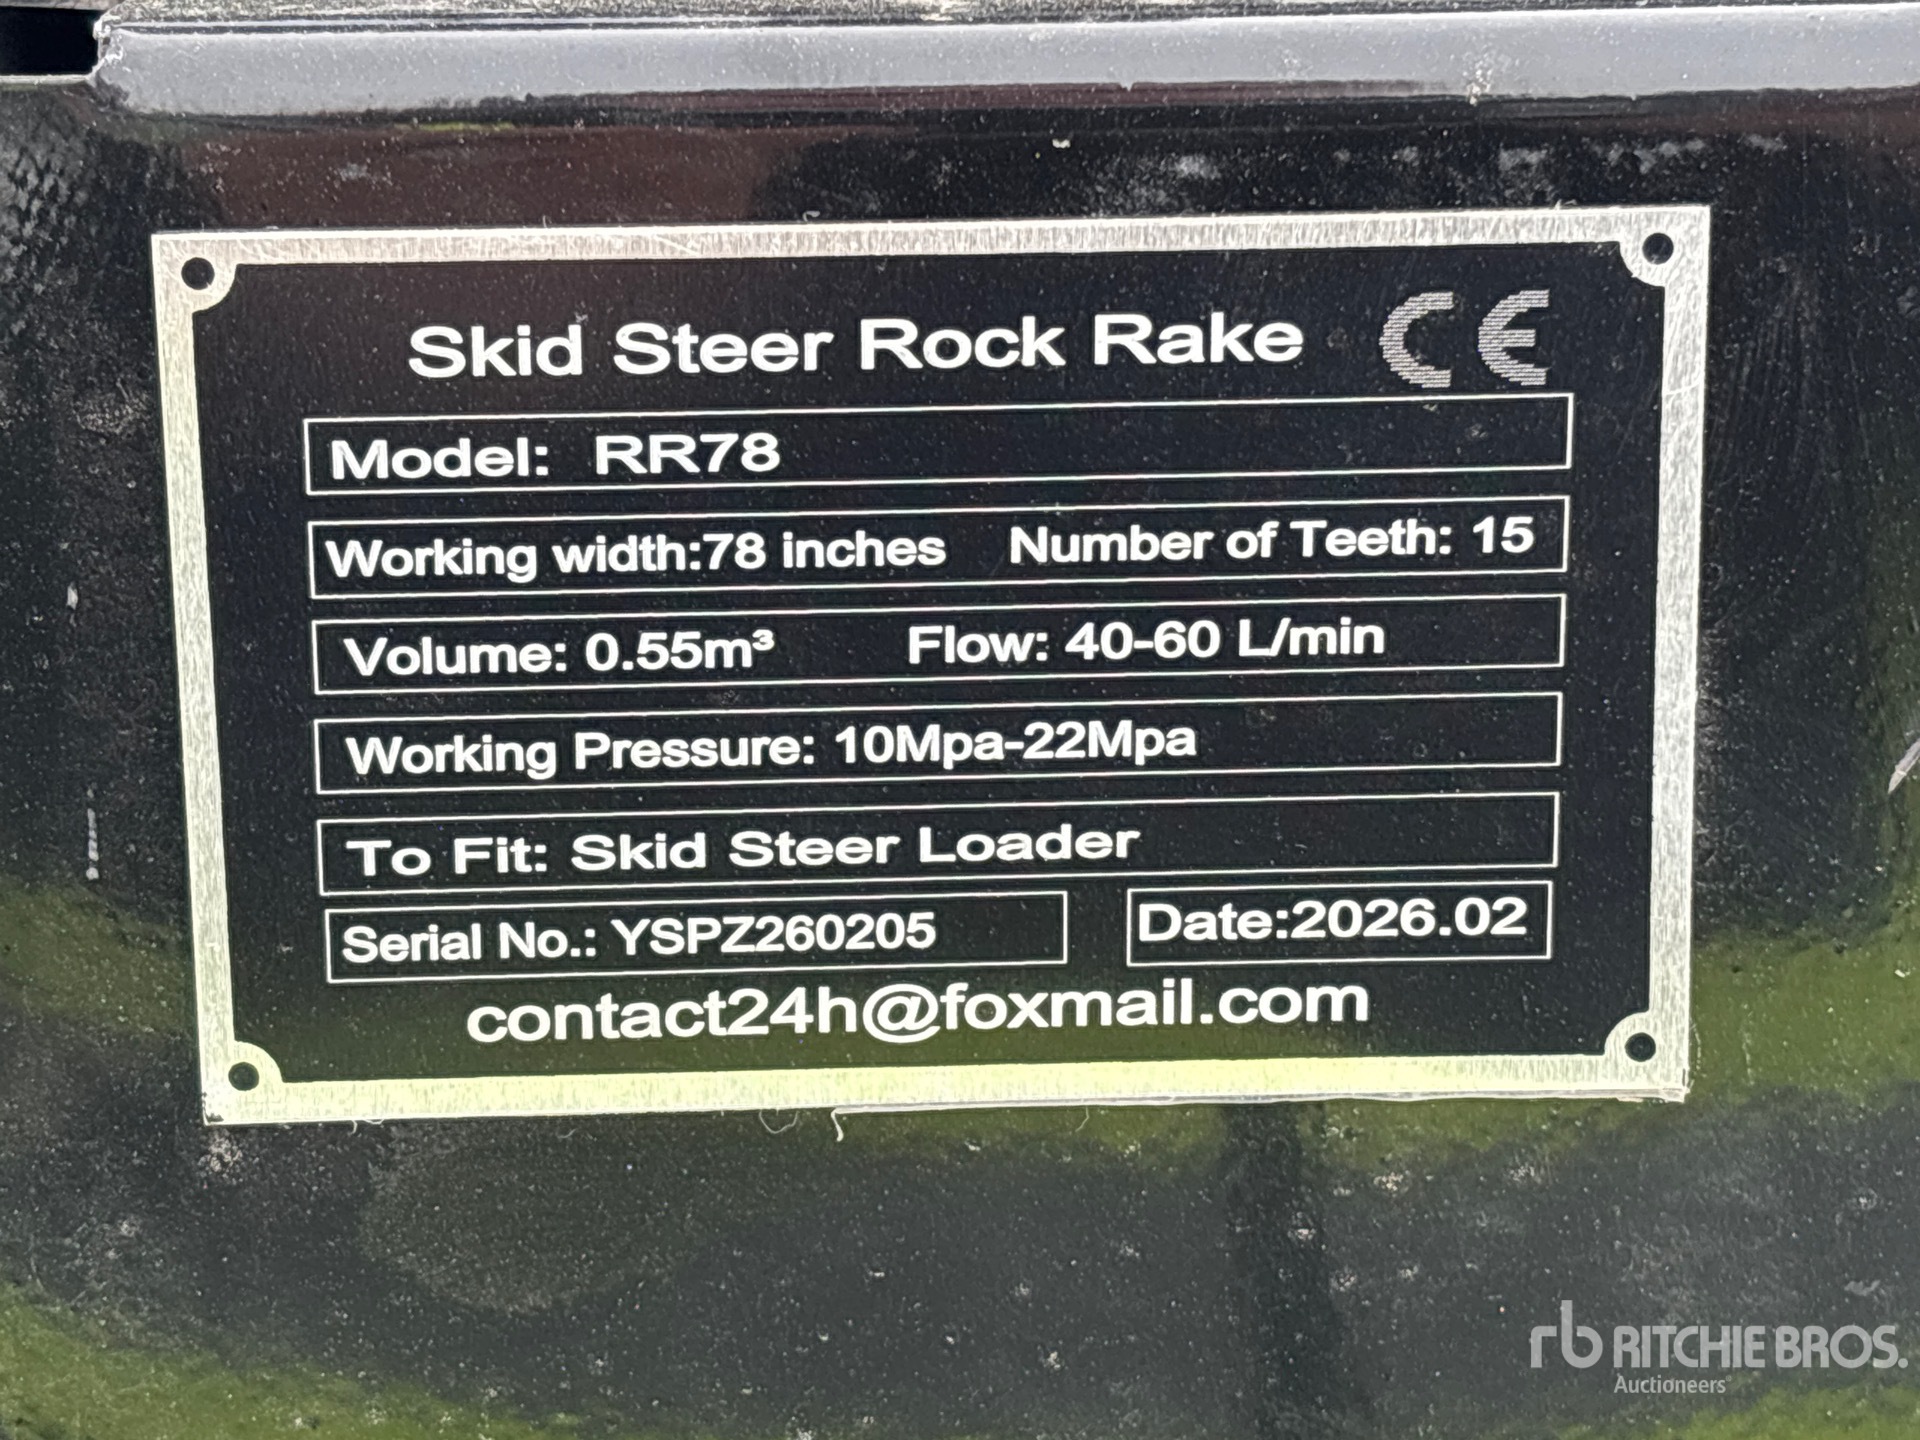 Skid Steer Rock Rake CE
Model: RR78
Working width:78 inches Number of Teeth: 15
Volume: 0.55m³ Flow: 40-60 L/min
Working Pressure: 10Mpa-22Mpa
To Fit: Skid Steer Loader
Serial No.: YSPZ260205 Date:2026.02
contact24h@foxmail.com
rb RITCHIE BROS.
Auctioneers